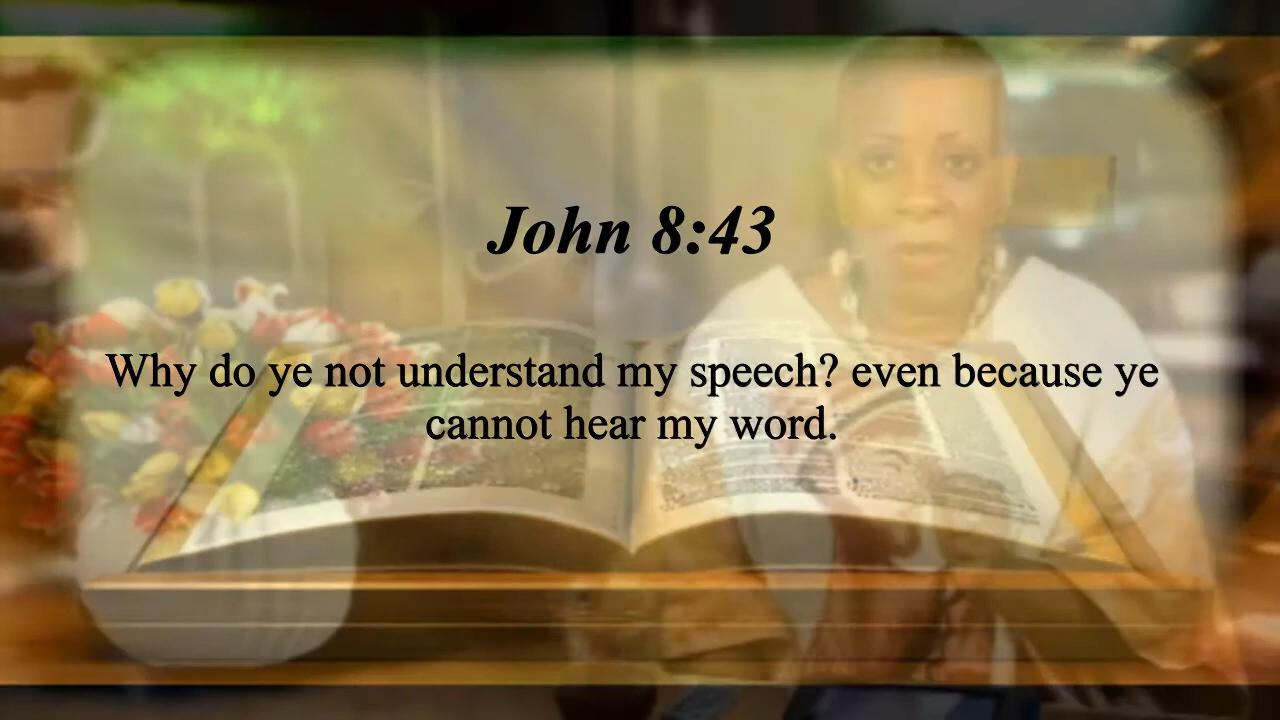 John 8:43
Why do ye not understand my speech? even because ye
cannot hear my word.